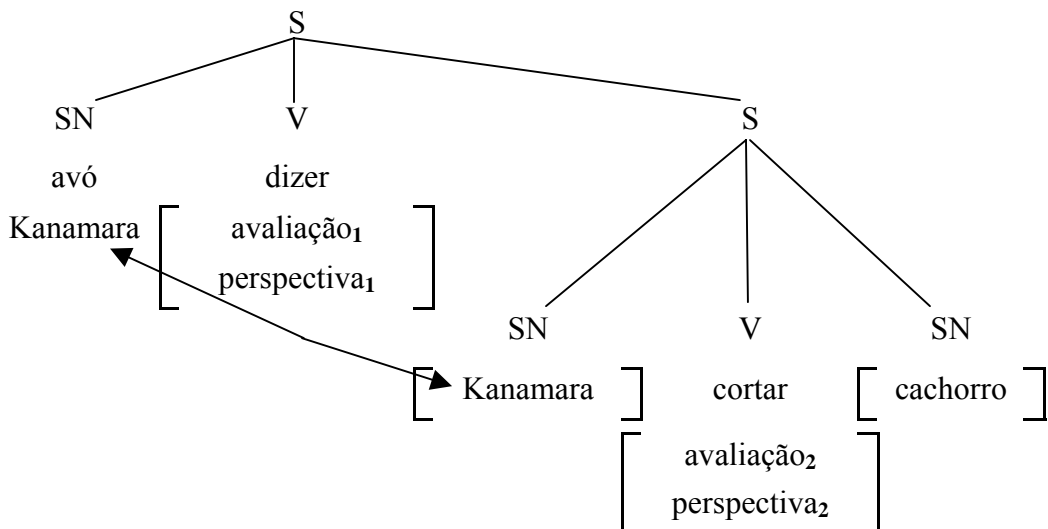 S
SN V S
avó dizer
Kanamara [ avaliação₁ ]
perspectiva₁
SN V SN
[ Kanamara ] cortar [ cachorro ]
[ avaliação₂ ]
perspectiva₂